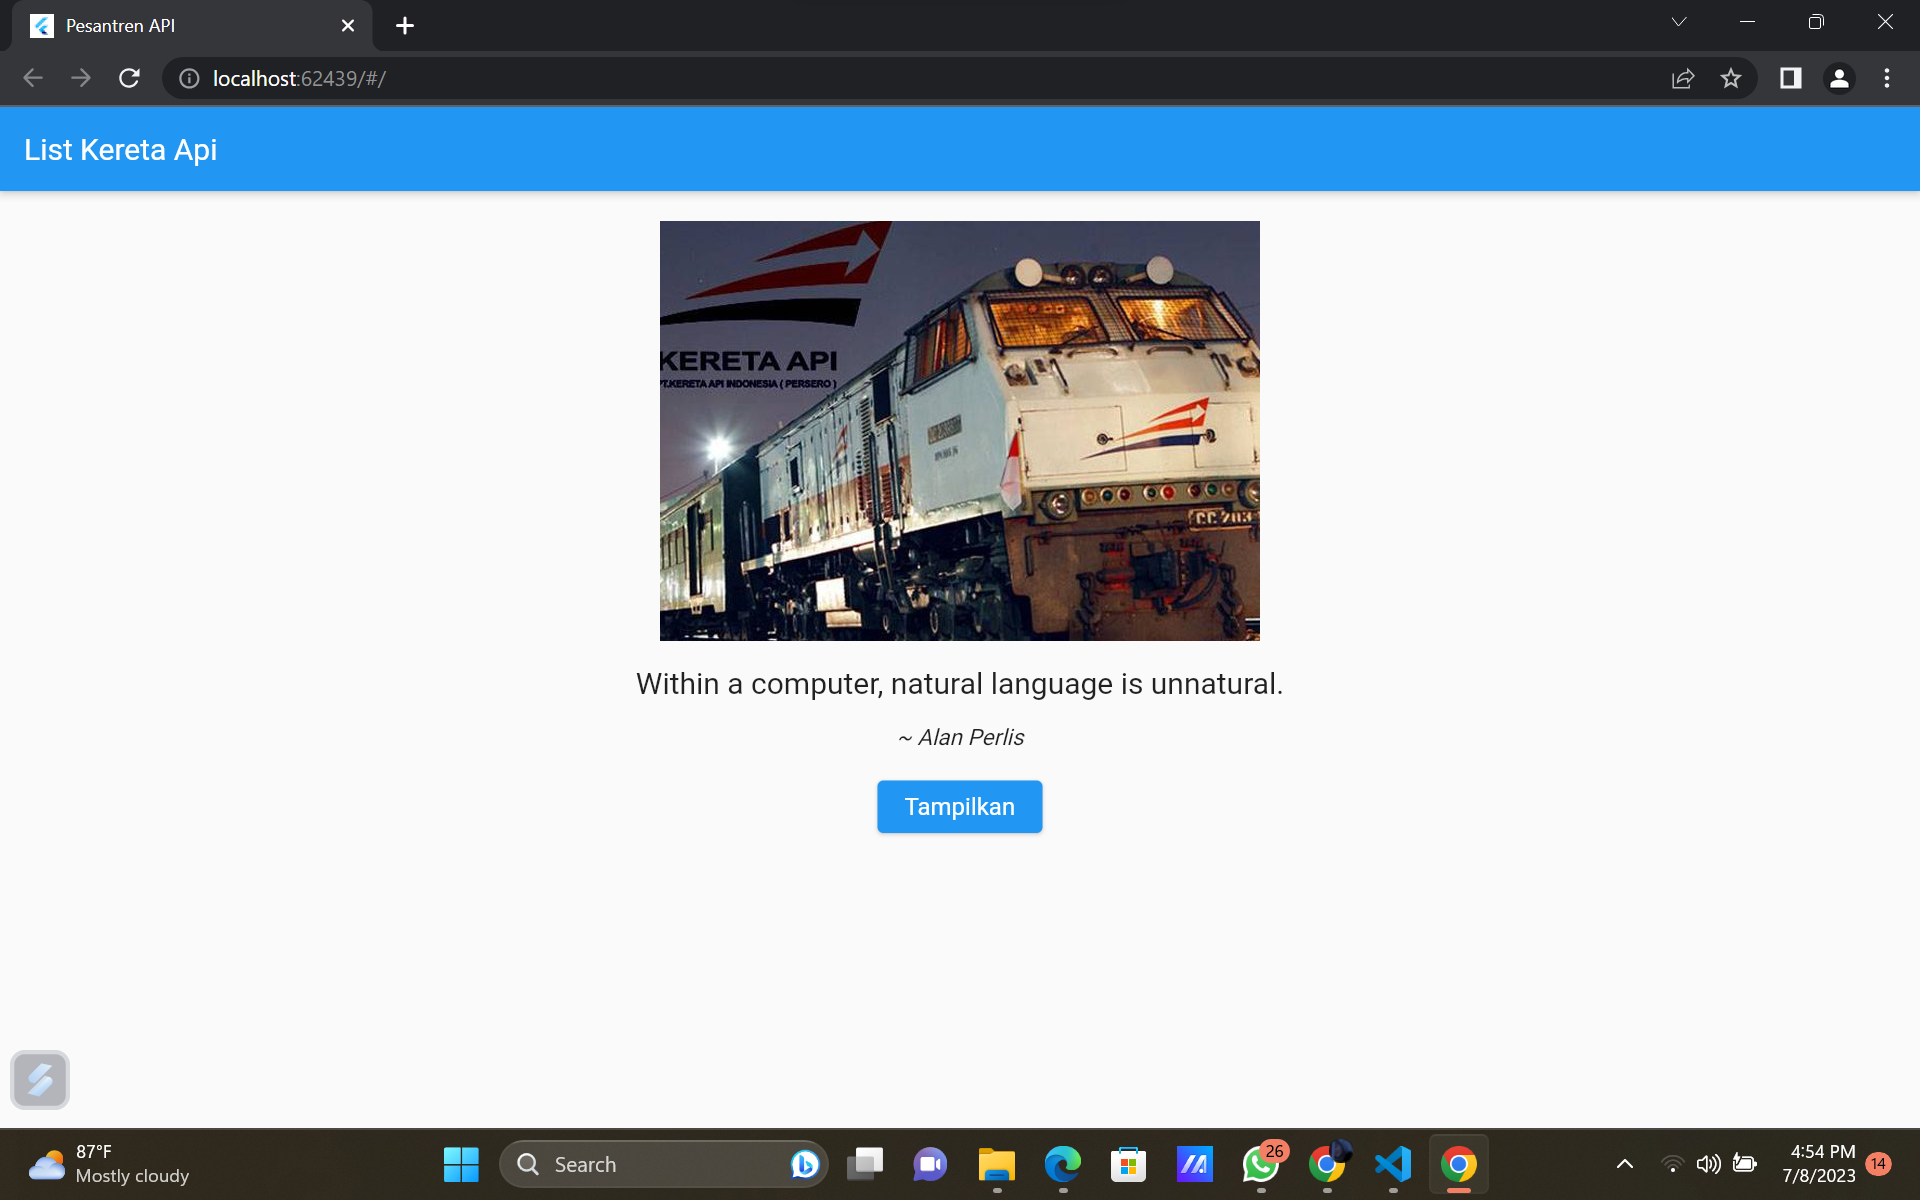 Pesantren API
localhost:62439/#/
List Kereta Api
KERETA API
PT.KERETA API INDONESIA ( PERSERO )
CC 203
Within a computer, natural language is unnatural.
~ Alan Perlis
Tampilkan
87°F
Mostly cloudy
Search
26
4:54 PM
7/8/2023
14